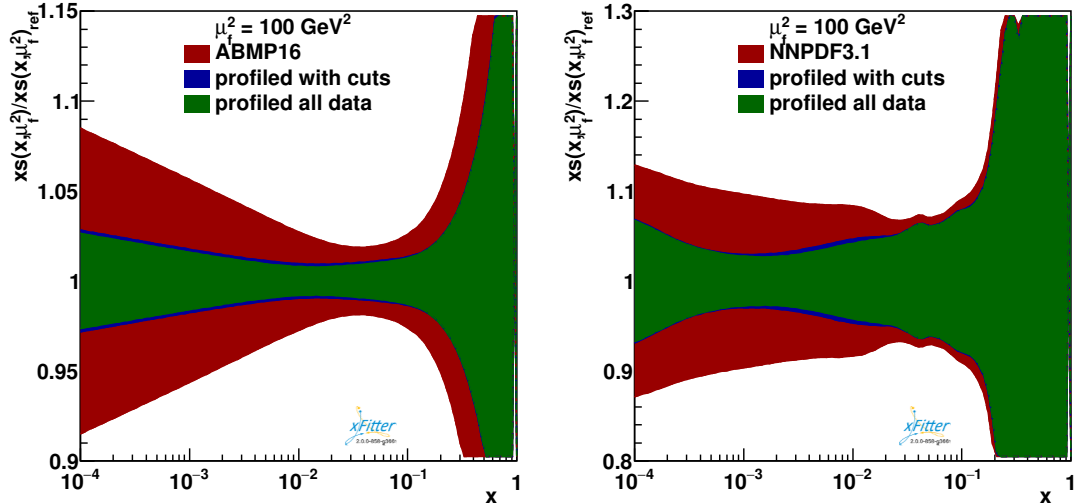 xs(x,μ_f^2)/xs(x,μ_f^2)_ref
1.15
1.1
1.05
1
0.95
0.9
μ_f^2 = 100 GeV^2
ABMP16
profiled with cuts
profiled all data
xFitter
10^−4
10^−3
10^−2
10^−1
1
x
xs(x,μ_f^2)/xs(x,μ_f^2)_ref
1.3
1.2
1.1
1
0.9
0.8
μ_f^2 = 100 GeV^2
NNPDF3.1
profiled with cuts
profiled all data
xFitter
10^−4
10^−3
10^−2
10^−1
1
x